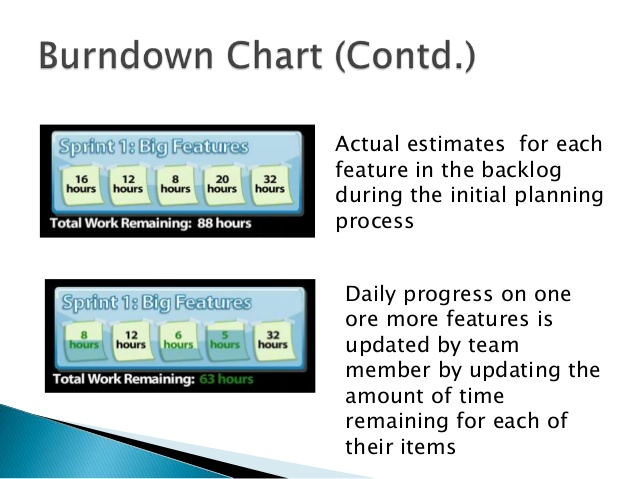 Burndown Chart (Contd.)
Sprint 1: Big Features
16 12 8 20 32
hours hours hours hours hours
Total Work Remaining: 88 hours
Actual estimates for each
feature in the backlog
during the initial planning
process
Sprint 1: Big Features
8 12 6 5 32
hours hours hours hours hours
Total Work Remaining: 63 hours
Daily progress on one
ore more features is
updated by team
member by updating the
amount of time
remaining for each of
their items